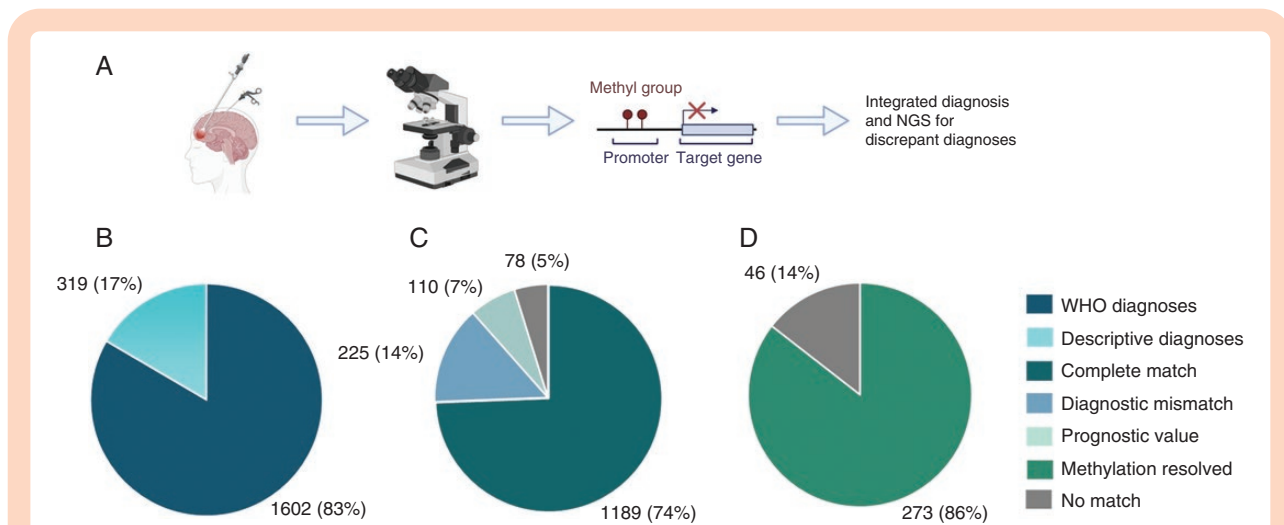 A
Methyl group
Promoter
Target gene
Integrated diagnosis
and NGS for
discrepant diagnoses
B
319 (17%)
1602 (83%)
C
78 (5%)
110 (7%)
225 (14%)
1189 (74%)
D
46 (14%)
273 (86%)
WHO diagnoses
Descriptive diagnoses
Complete match
Diagnostic mismatch
Prognostic value
Methylation resolved
No match